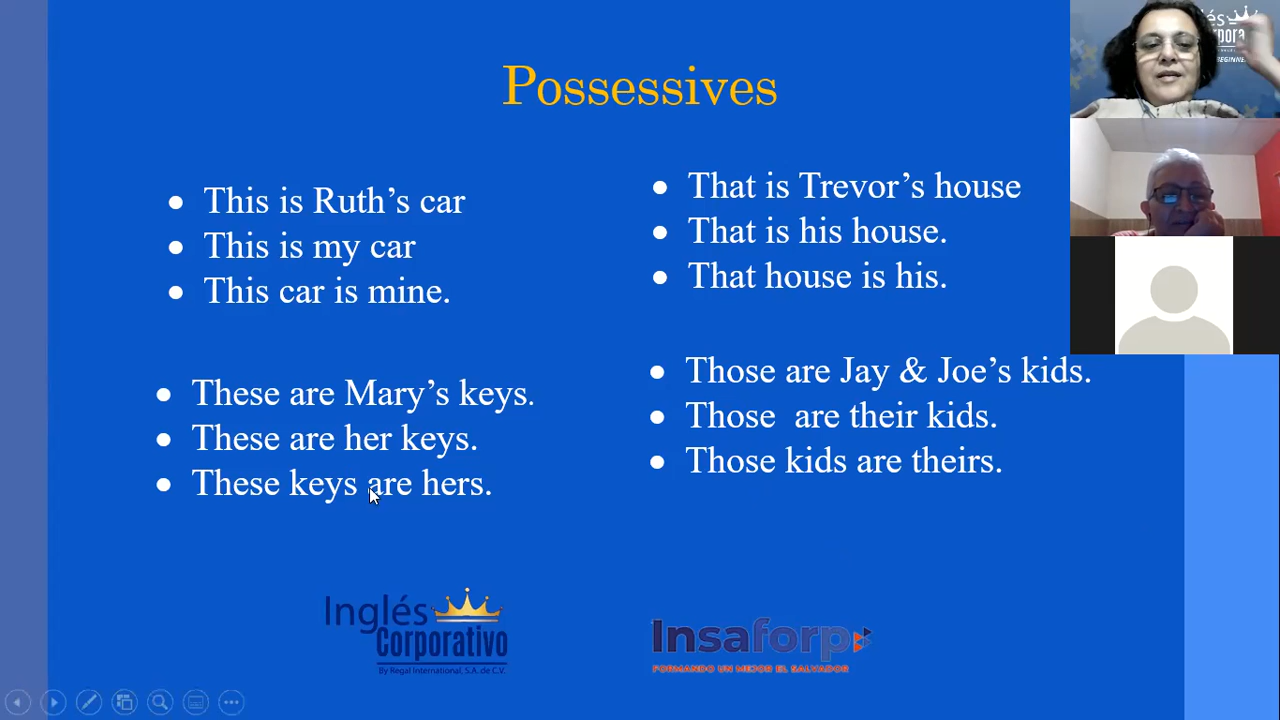 Possessives
• This is Ruth’s car
• This is my car
• This car is mine.
• These are Mary’s keys.
• These are her keys.
• These keys are hers.
• That is Trevor’s house
• That is his house.
• That house is his.
• Those are Jay & Joe’s kids.
• Those  are their kids.
• Those kids are theirs.
Inglés
Corporativo
By Regal International, S.A. de C.V.
Insaforp
FORMANDO UN MEJOR EL SALVADOR